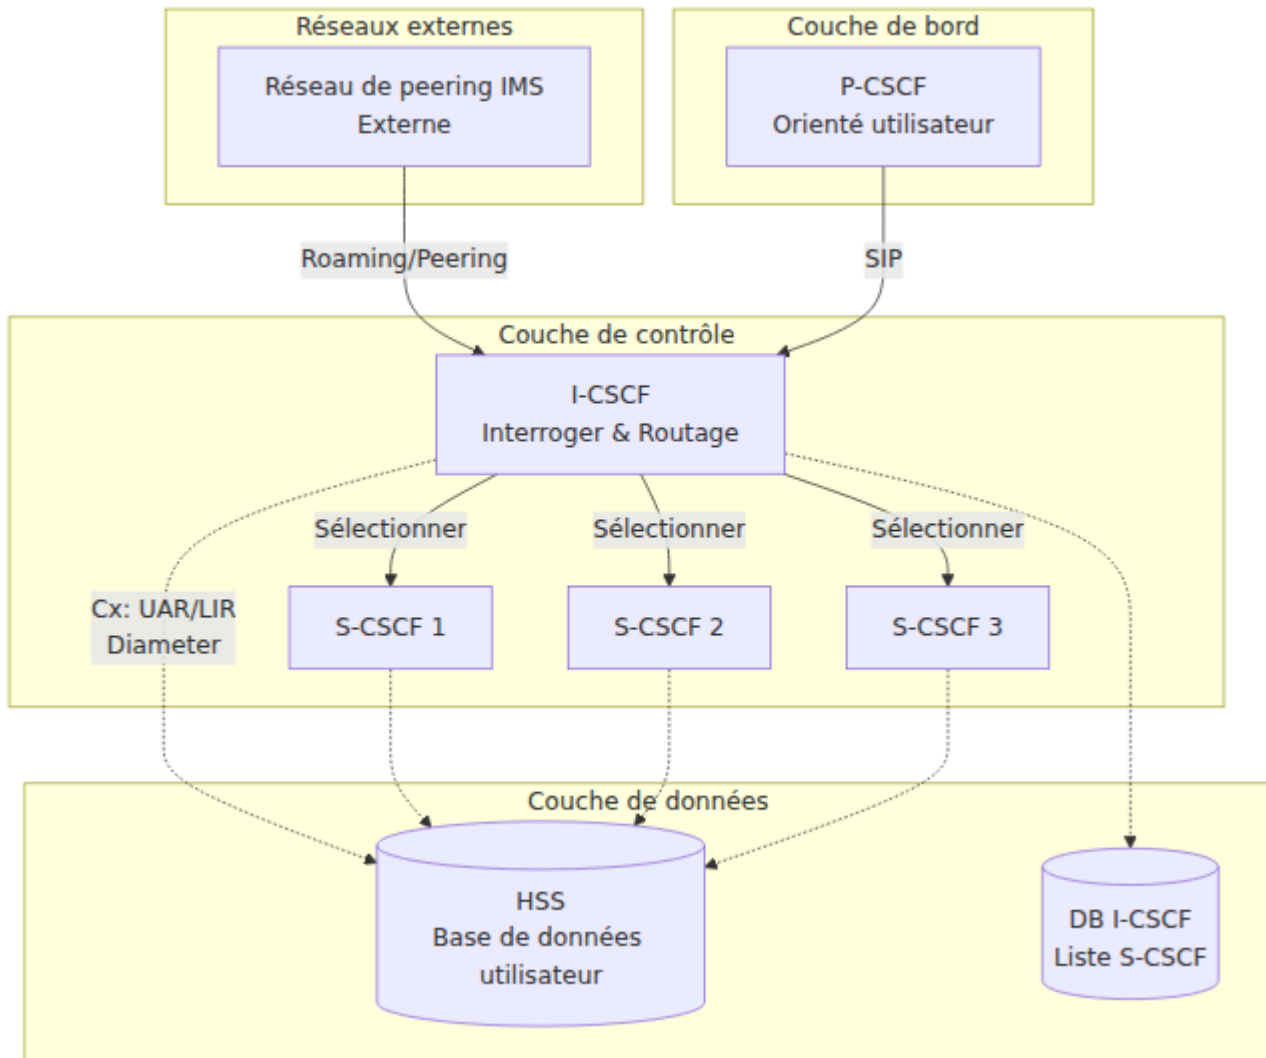 Réseaux externes
Couche de bord
Réseau de peering IMS
Externe
P-CSCF
Orienté utilisateur
Roaming/Peering
SIP
Couche de contrôle
I-CSCF
Interroger & Routage
Sélectionner
Sélectionner
Sélectionner
Cx: UAR/LIR
Diameter
S-CSCF 1
S-CSCF 2
S-CSCF 3
Couche de données
HSS
Base de données
utilisateur
DB I-CSCF
Liste S-CSCF